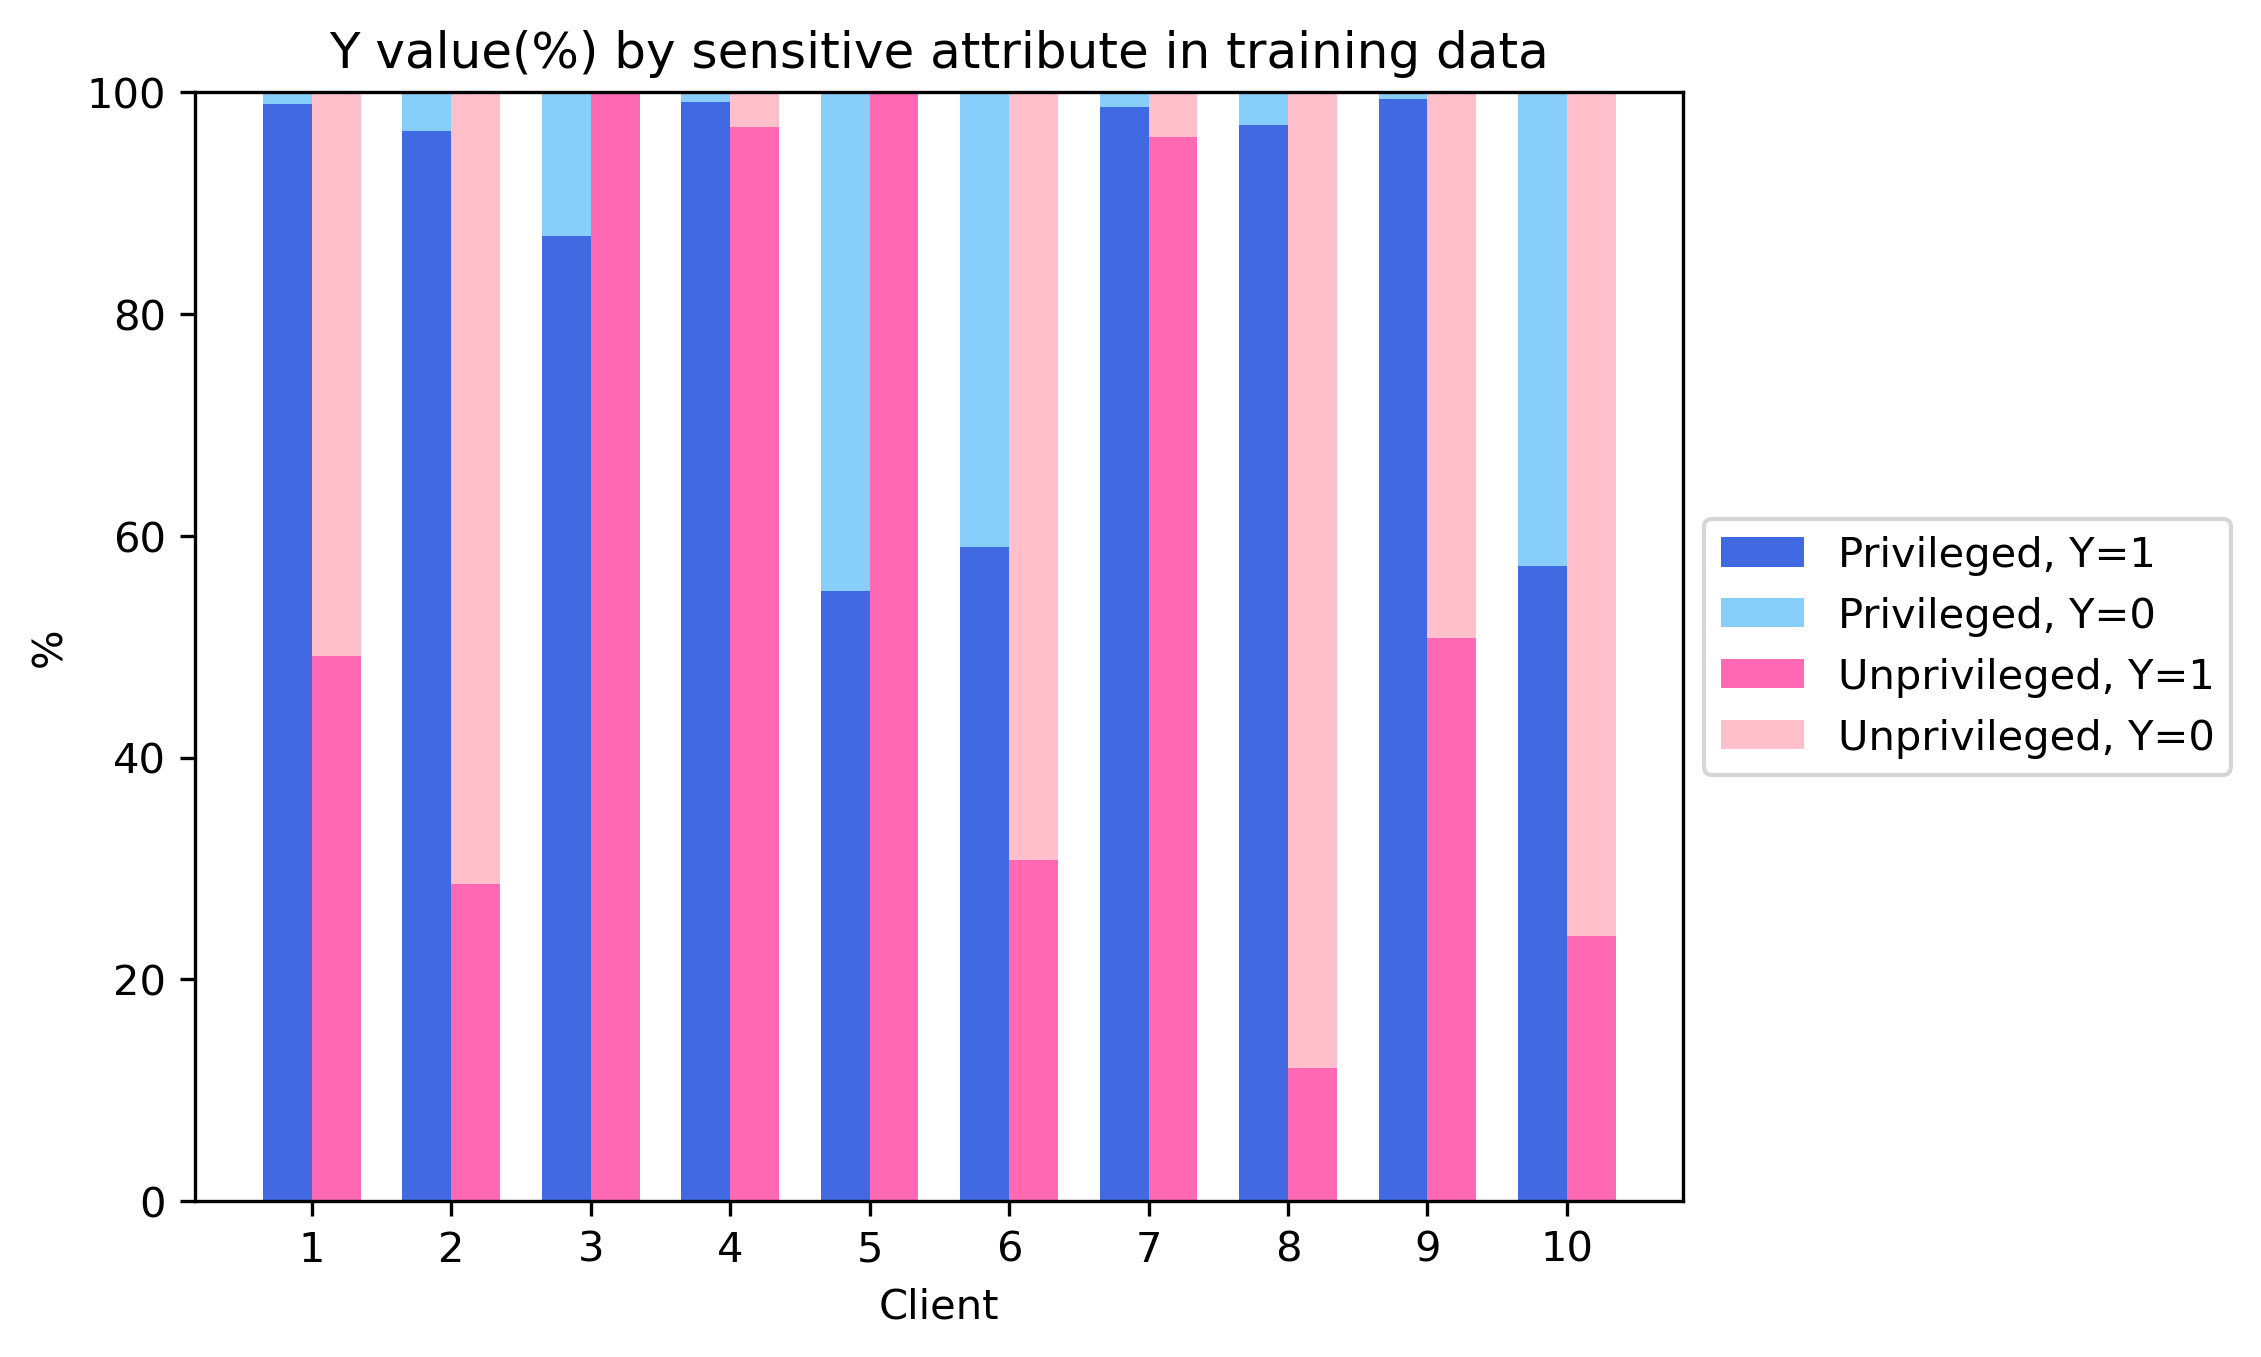 Y value(%) by sensitive attribute in training data
100
80
60
40
20
0
%
1 2 3 4 5 6 7 8 9 10
Client
Privileged, Y=1
Privileged, Y=0
Unprivileged, Y=1
Unprivileged, Y=0